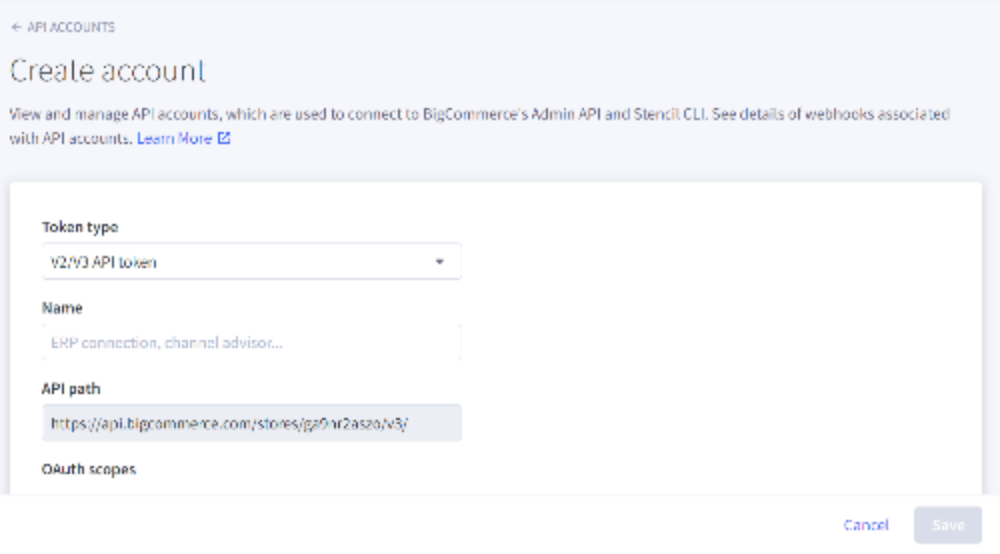 ← API ACCOUNTS
Create account
View and manage API accounts, which are used to connect to BigCommerce's Admin API and Stencil CLI. See details of webhooks associated
with API accounts. Learn More
Token type
V2/V3 API token
Name
ERP connection, channel advisor...
API path
https://api.bigcommerce.com/stores/ga9nr2aszo/v3/
OAuth scopes
Cancel
Save